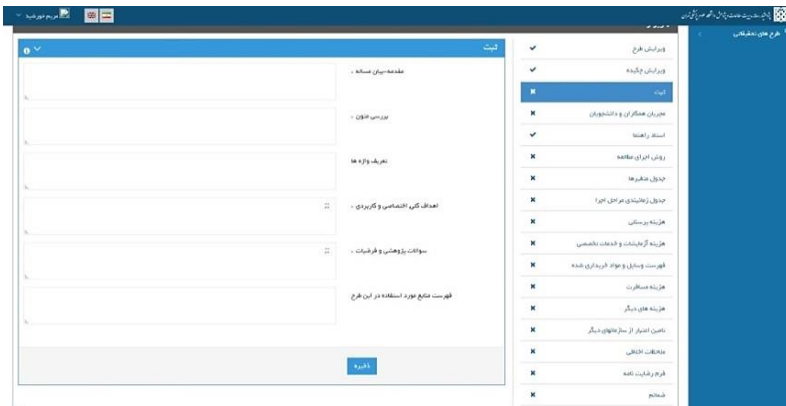 طرح های تحقیقاتی
ویرایش طرح
ویرایش چکیده
ثبت
مجریان همکاران و دانشجویان
استاد راهنما
روش اجرای مطالعه
جدول متغیرها
جدول زمانبندی مراحل اجرا
هزینه پرسنلی
هزینه آزمایشات و خدمات تخصصی
فهرست وسایل و مواد خریداری شده
هزینه مسافرت
هزینه های دیگر
تامین اعتبار از سازمانهای دیگر
ملاحظات اخلاقی
فرم رضایت نامه
ضمائم
ثبت
مقدمه-بیان مساله *
بررسی متون *
تعریف واژه ها
اهداف کلی اختصاصی و کاربردی *
سوالات پژوهشی و فرضیات *
فهرست منابع مورد استفاده در این طرح
ذخیره